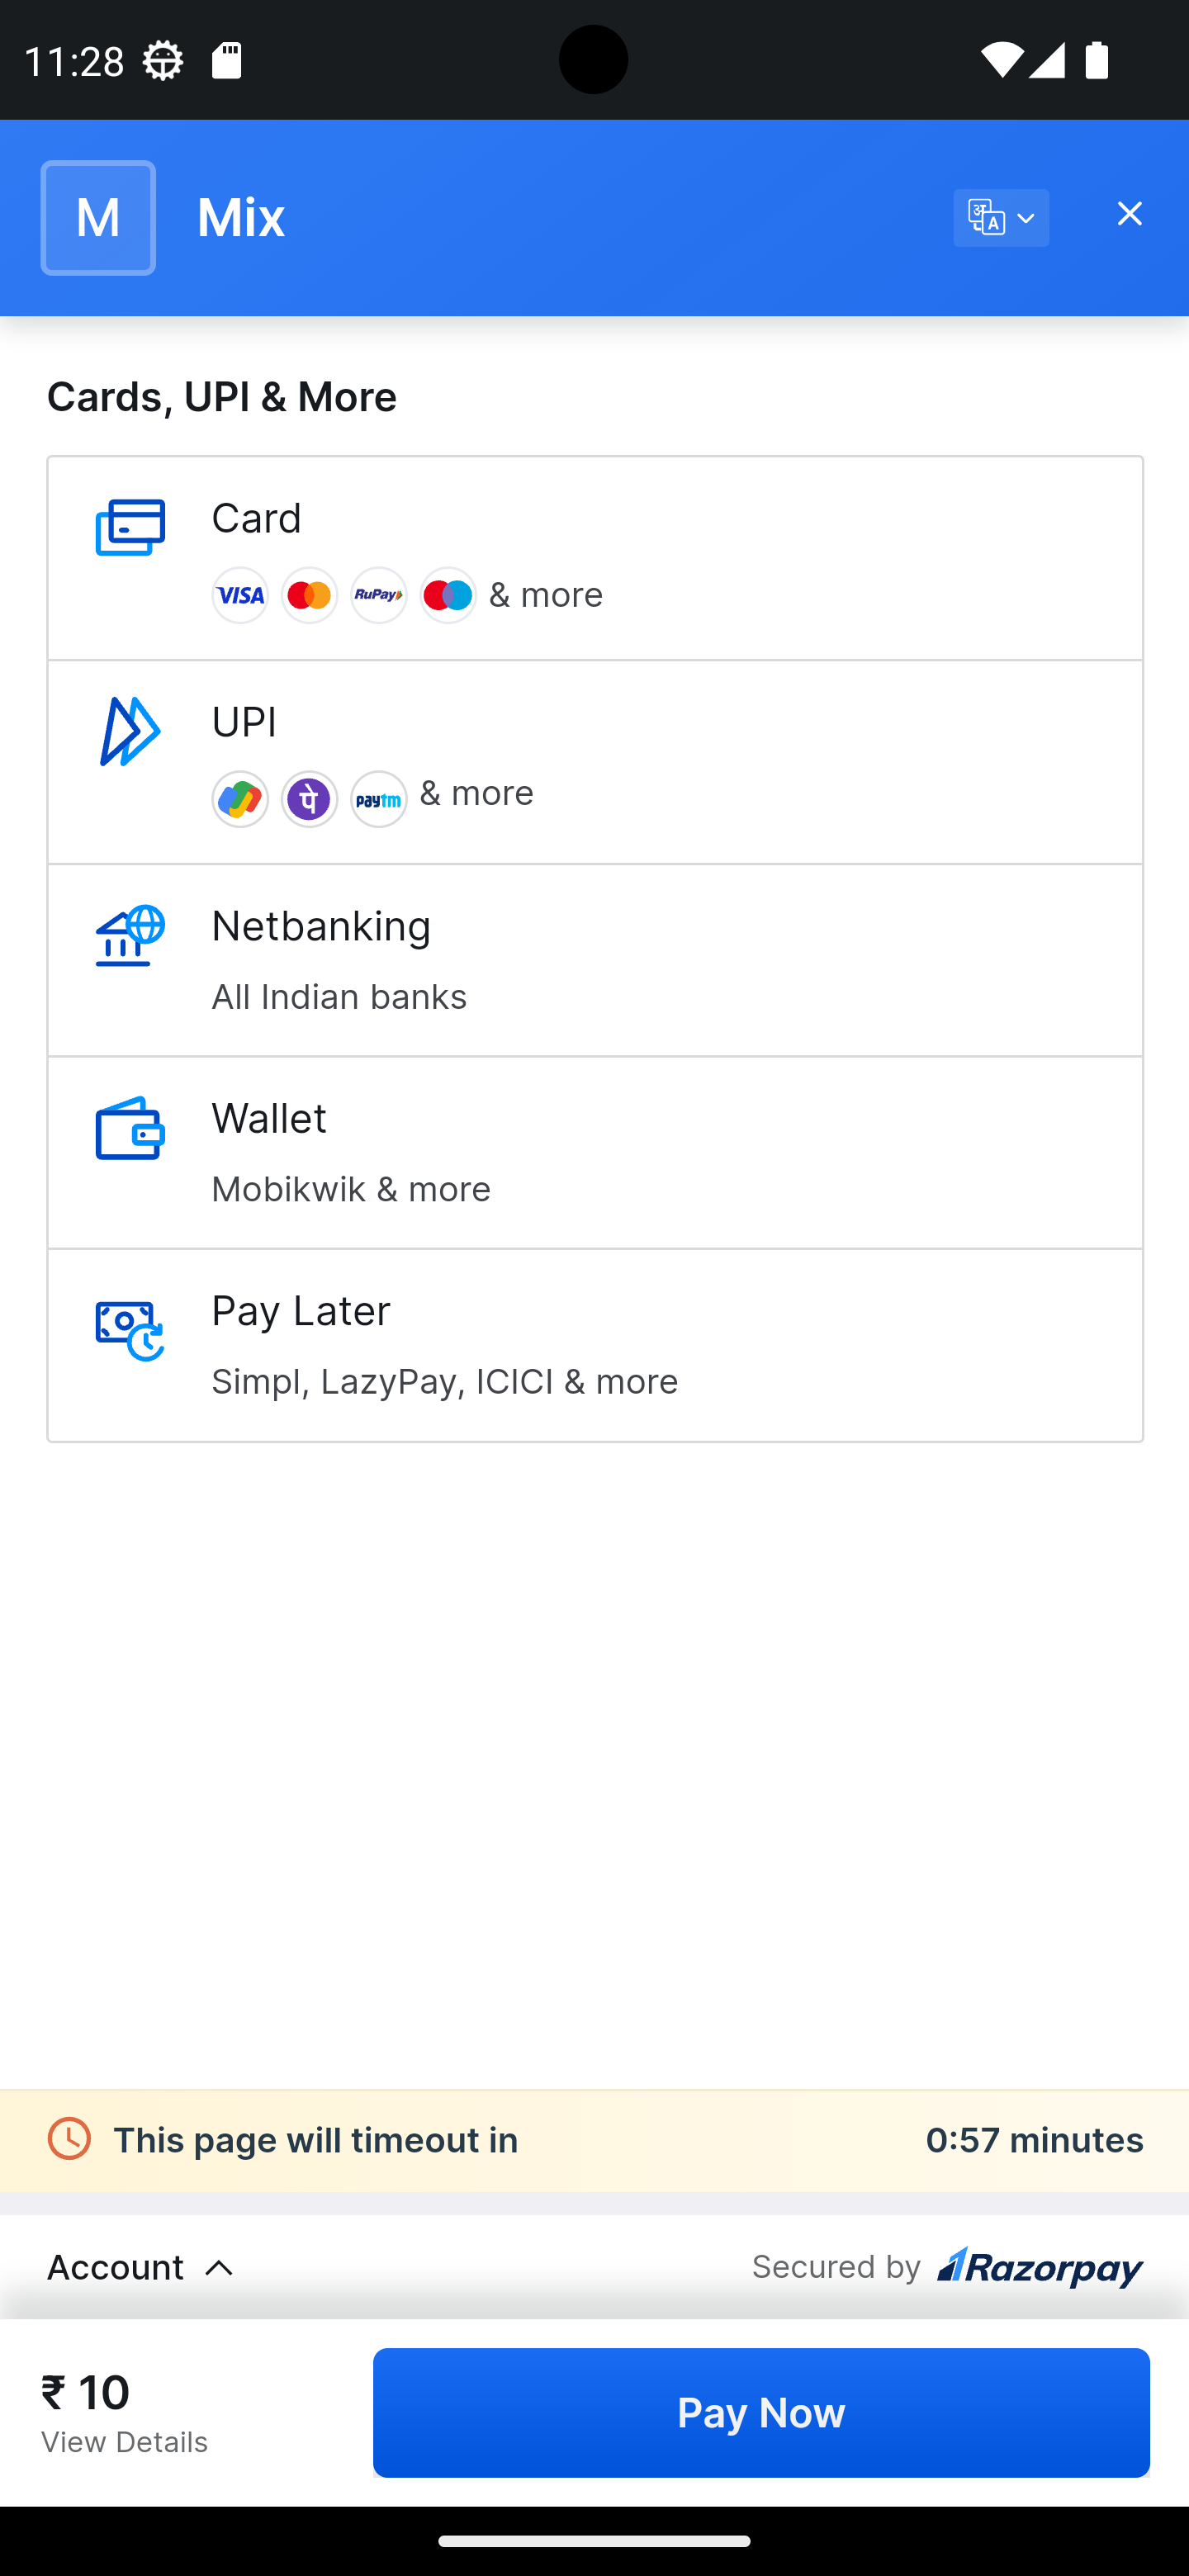 11:28
M Mix
अ A
Cards, UPI & More
Card
VISA RuPay & more
UPI
पे paytm & more
Netbanking
All Indian banks
Wallet
Mobikwik & more
Pay Later
Simpl, LazyPay, ICICI & more
This page will timeout in 0:57 minutes
Account Secured by Razorpay
₹ 10
View Details
Pay Now